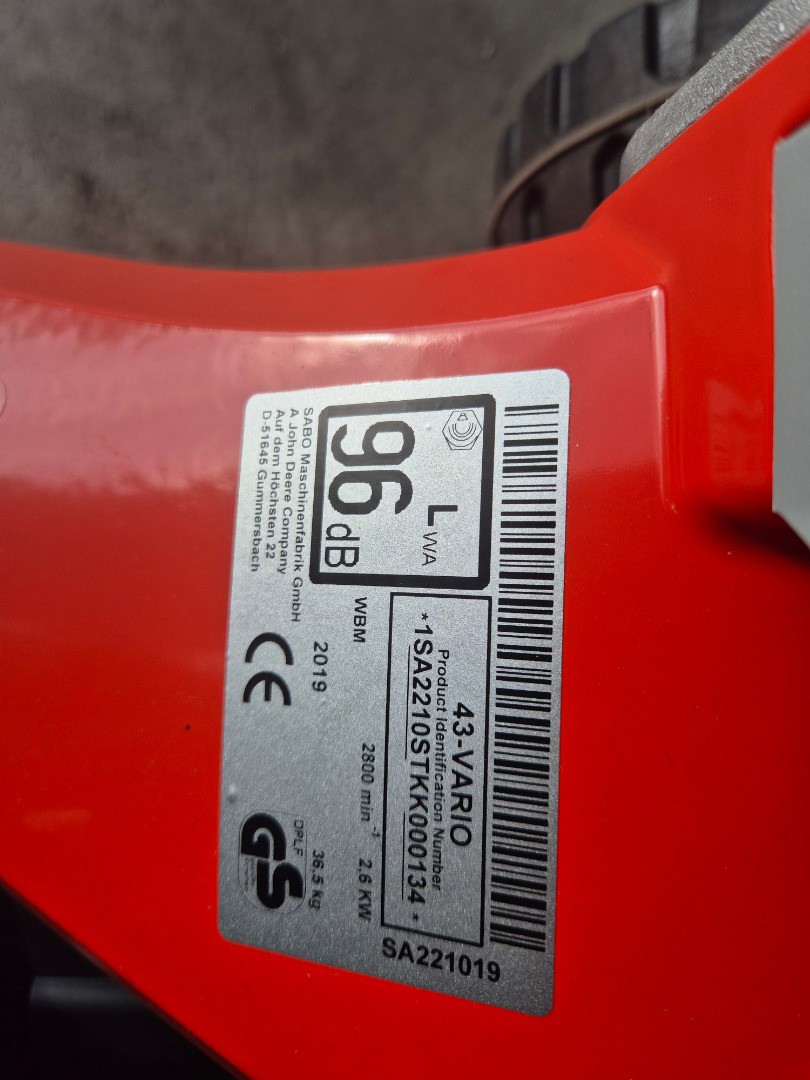 L WA
96 dB
43-VARIO
Product Identification Number
*1SA2210STKK000134*
SA221019
WBM
2800 min -1 2,6 KW
SABO Maschinenfabrik GmbH
A John Deere Company
Auf dem Höchsten 22
D-51645 Gummersbach
2019
36,5 kg
CE
DPLF
GS